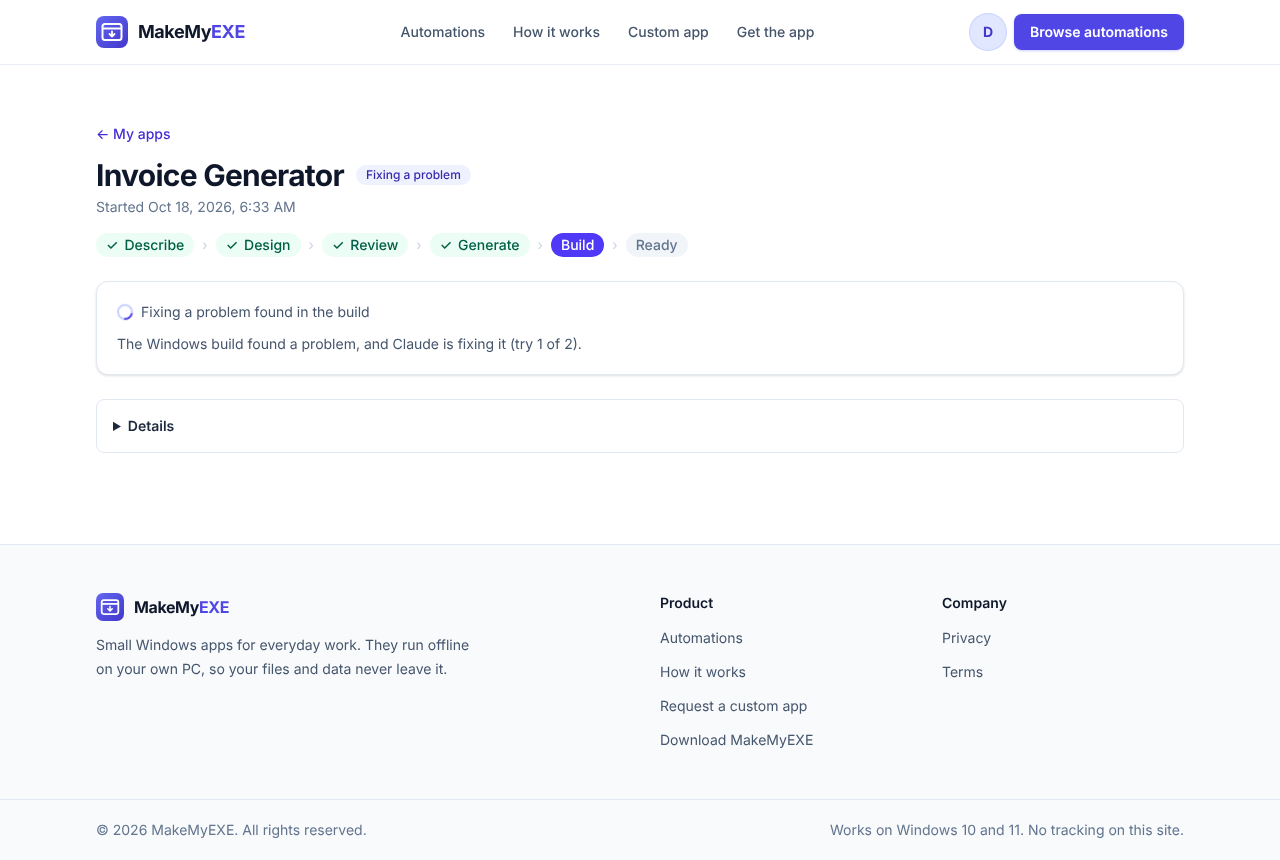 MakeMyEXE
Automations
How it works
Custom app
Get the app
D
Browse automations
← My apps
Invoice Generator
Fixing a problem
Started Oct 18, 2026, 6:33 AM
✓ Describe › ✓ Design › ✓ Review › ✓ Generate › Build › Ready
Fixing a problem found in the build
The Windows build found a problem, and Claude is fixing it (try 1 of 2).
▶ Details
MakeMyEXE
Small Windows apps for everyday work. They run offline
on your own PC, so your files and data never leave it.
Product
Automations
How it works
Request a custom app
Download MakeMyEXE
Company
Privacy
Terms
© 2026 MakeMyEXE. All rights reserved.
Works on Windows 10 and 11. No tracking on this site.